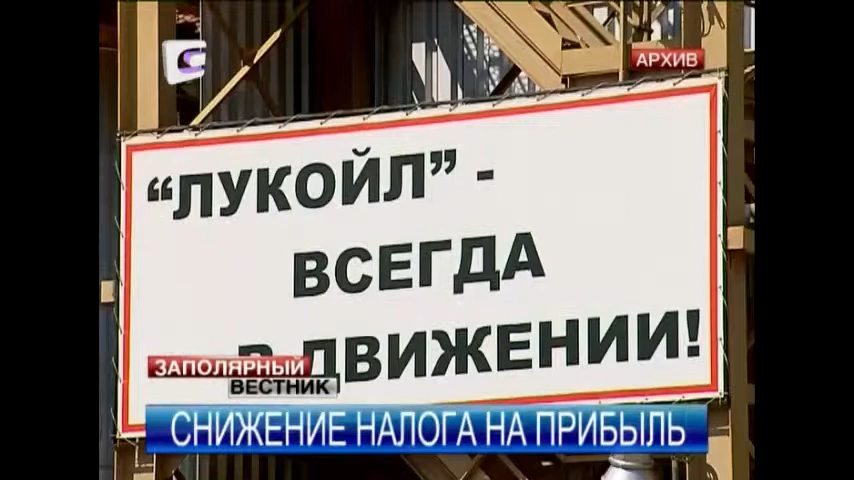 АРХИВ
“ЛУКОЙЛ” -
ВСЕГДА
В ДВИЖЕНИИ!
ЗАПОЛЯРНЫЙ
ВЕСТНИК
СНИЖЕНИЕ НАЛОГА НА ПРИБЫЛЬ